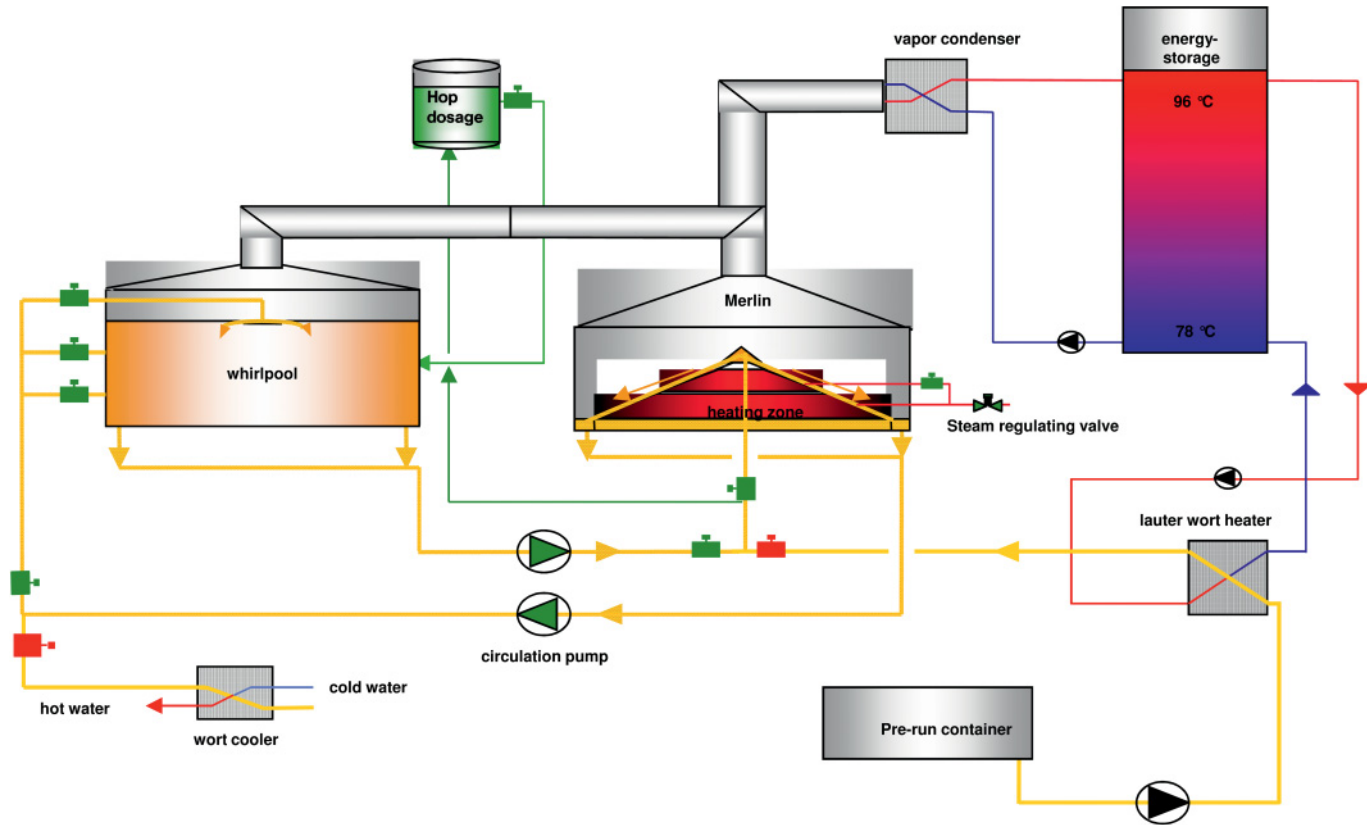 vapor condenser
energy-
storage
96 °C
Hop
dosage
Merlin
78 °C
whirlpool
heating zone
Steam regulating valve
lauter wort heater
circulation pump
cold water
hot water
wort cooler
Pre-run container